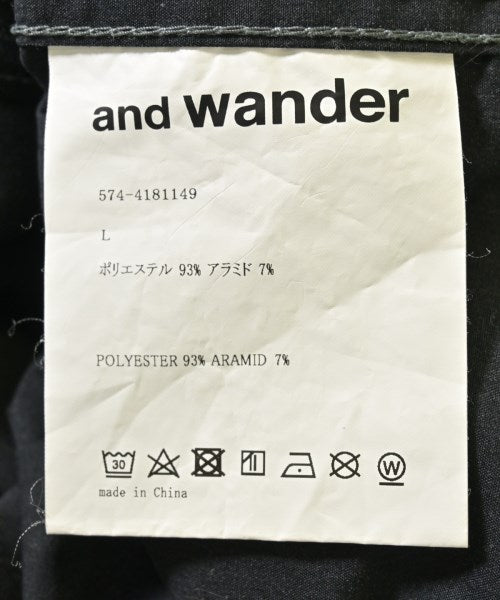 and wander
574-4181149
L
ポリエステル 93% アラミド 7%
POLYESTER 93% ARAMID 7%
30
W
made in China